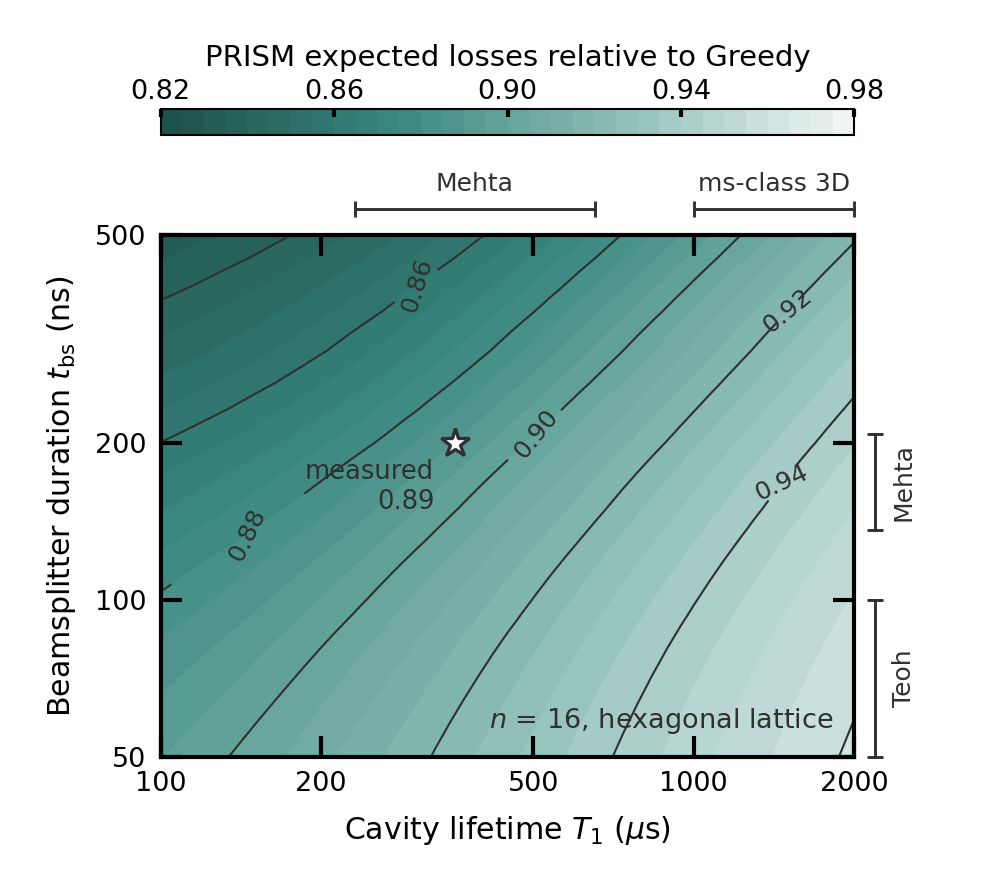 PRISM expected losses relative to Greedy
0.82 0.86 0.90 0.94 0.98
Mehta
ms-class 3D
500
200
100
50
Beamsplitter duration t_bs (ns)
0.86
0.92
0.90
measured
0.89
0.94
0.88
n = 16, hexagonal lattice
Mehta
Teoh
100 200 500 1000 2000
Cavity lifetime T_1 (μs)